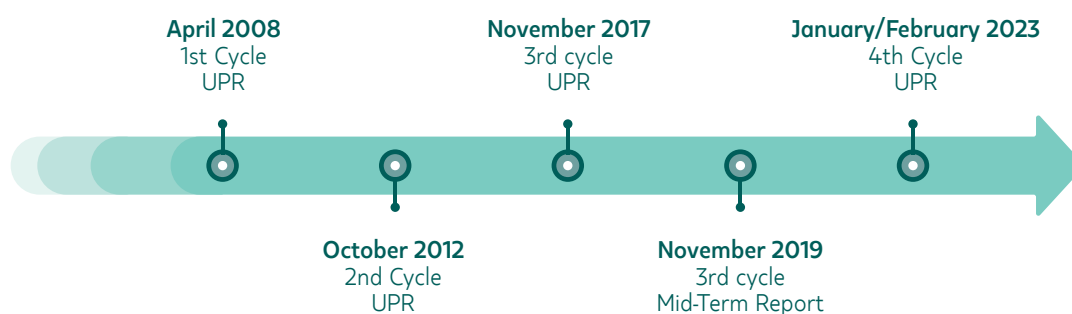 April 2008
1st Cycle
UPR
October 2012
2nd Cycle
UPR
November 2017
3rd cycle
UPR
November 2019
3rd cycle
Mid-Term Report
January/February 2023
4th Cycle
UPR